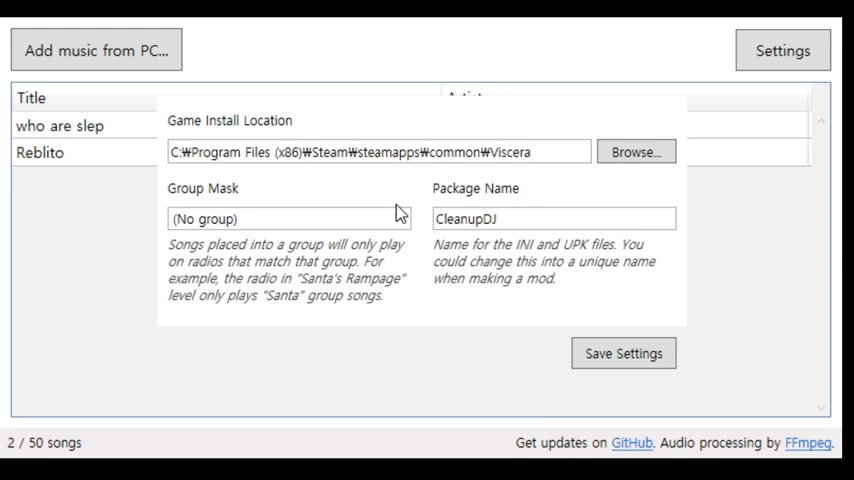 Add music from PC...
Settings
Title
who are slep
Reblito
Game Install Location
C:₩Program Files (x86)₩Steam₩steamapps₩common₩Viscera
Browse...
Group Mask
Package Name
(No group)
CleanupDJ
Songs placed into a group will only play
on radios that match that group. For
example, the radio in "Santa's Rampage"
level only plays "Santa" group songs.
Name for the INI and UPK files. You
could change this into a unique name
when making a mod.
Save Settings
2 / 50 songs
Get updates on GitHub. Audio processing by FFmpeg.